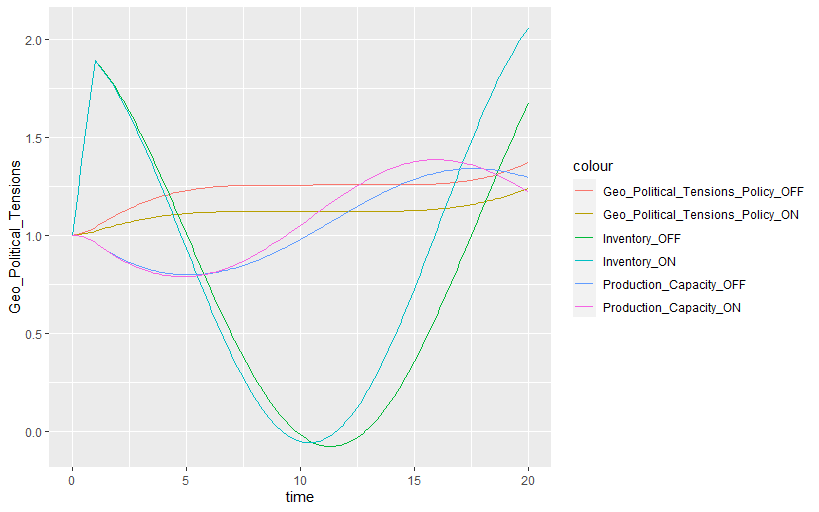 Geo_Political_Tensions
2.0
1.5
1.0
0.5
0.0
0 5 10 15 20
time
colour
Geo_Political_Tensions_Policy_OFF
Geo_Political_Tensions_Policy_ON
Inventory_OFF
Inventory_ON
Production_Capacity_OFF
Production_Capacity_ON